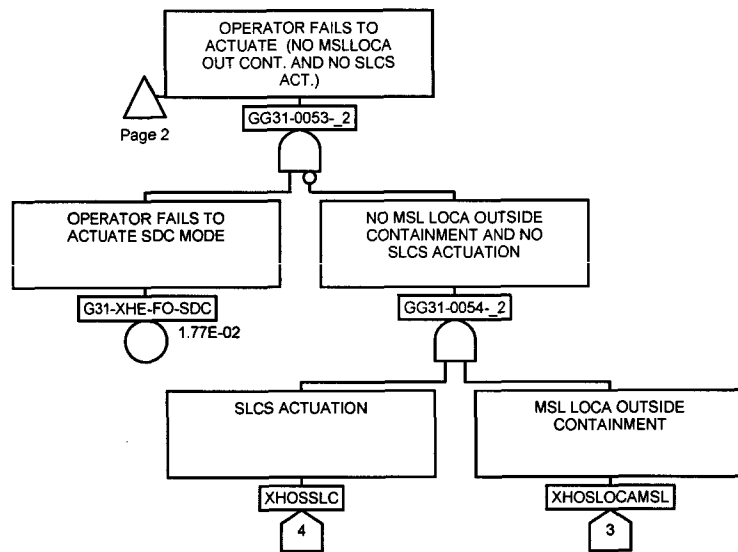 OPERATOR FAILS TO
ACTUATE (NO MSLLOCA
OUT CONT. AND NO SLCS
ACT.)
Page 2
GG31-0053-_2
OPERATOR FAILS TO
ACTUATE SDC MODE
NO MSL LOCA OUTSIDE
CONTAINMENT AND NO
SLCS ACTUATION
G31-XHE-FO-SDC
1.77E-02
GG31-0054-_2
SLCS ACTUATION
MSL LOCA OUTSIDE
CONTAINMENT
XHOSSLC
XHOSLOCAMSL
4
3